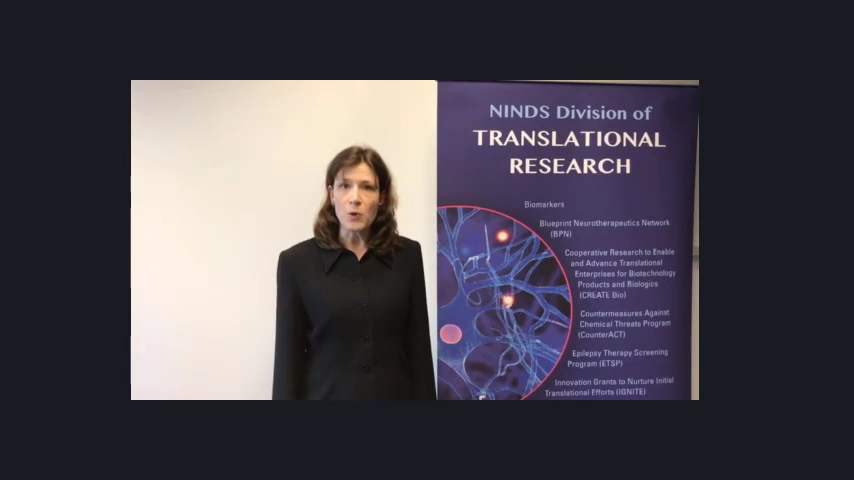 NINDS Division of
TRANSLATIONAL
RESEARCH
Biomarkers
Blueprint Neurotherapeutics Network
(BPN)
Cooperative Research to Enable
and Advance Translational
Enterprises for Biotechnology
Products and Biologics
(CREATE Bio)
Countermeasures Against
Chemical Threats Program
(CounterACT)
Epilepsy Therapy Screening
Program (ETSP)
Innovation Grants to Nurture Initial
Translational Efforts (IGNITE)